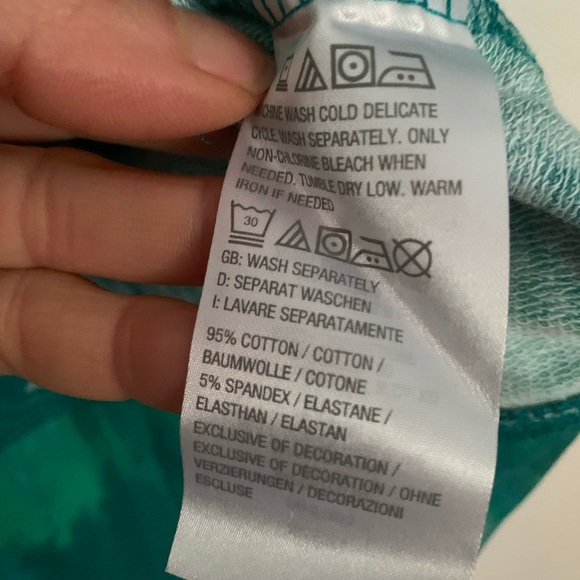 MACHINE WASH COLD DELICATE
CYCLE WASH SEPARATELY. ONLY
NON-CHLORINE BLEACH WHEN
NEEDED. TUMBLE DRY LOW. WARM
IRON IF NEEDED
30
GB: WASH SEPARATELY
D: SEPARAT WASCHEN
I: LAVARE SEPARATAMENTE
95% COTTON / COTTON /
BAUMWOLLE / COTONE
5% SPANDEX / ELASTANE /
ELASTHAN / ELASTAN
EXCLUSIVE OF DECORATION /
EXCLUSIVE OF DECORATION / OHNE
VERZIERUNGEN / DECORAZIONI
ESCLUSE